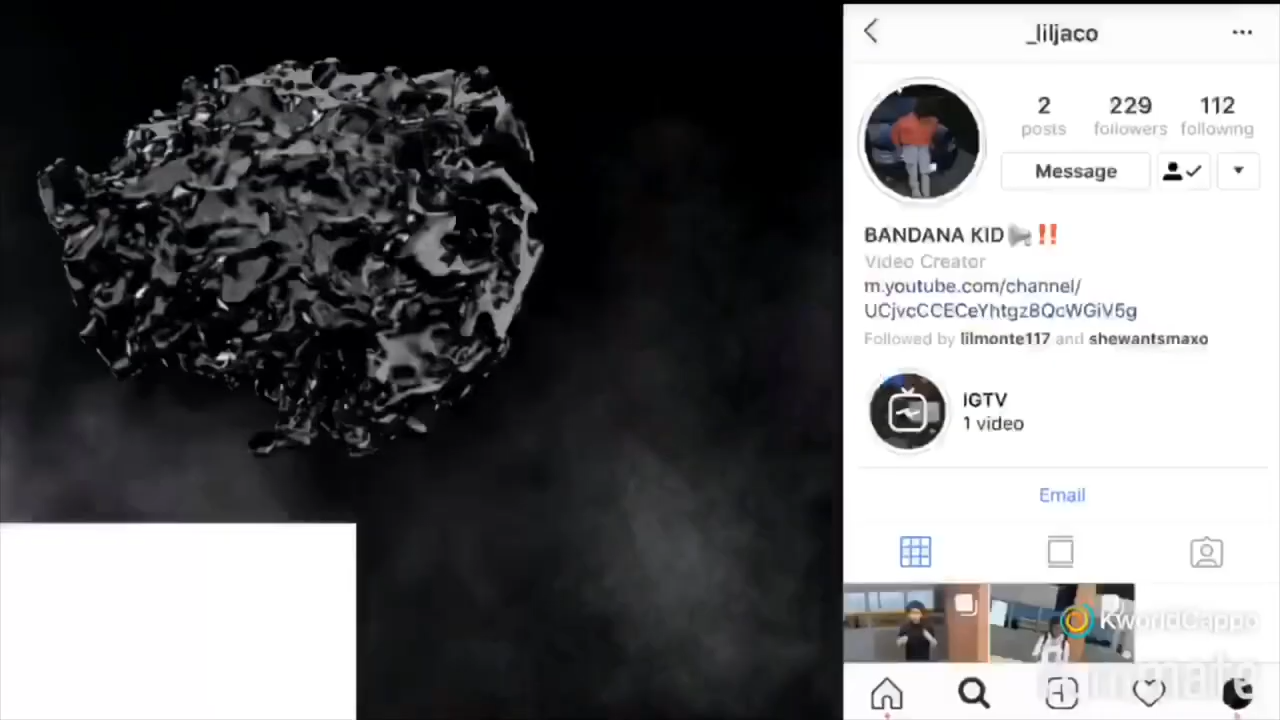 _liljaco
2 229 112
posts followers following
Message
BANDANA KID
Video Creator
m.youtube.com/channel/
UCjvcCCECeYhtgz8QcWGiV5g
Followed by lilmonte117 and shewantsmaxo
IGTV
1 video
Email
KworldCappo